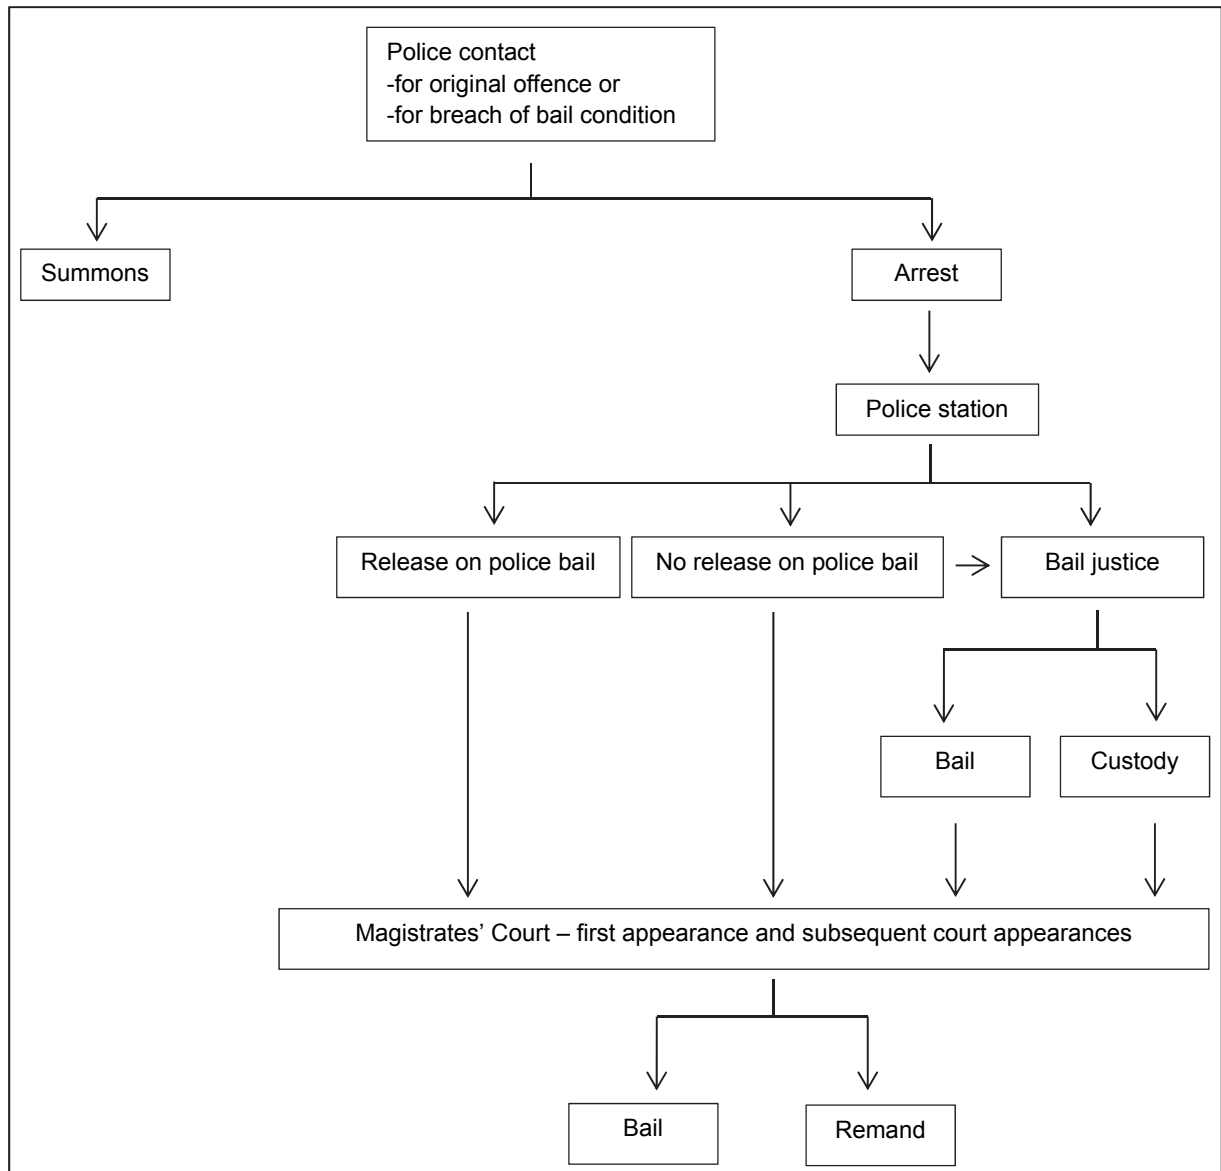 Police contact
-for original offence or
-for breach of bail condition
Summons
Arrest
Police station
Release on police bail
No release on police bail
Bail justice
Bail
Custody
Magistrates’ Court – first appearance and subsequent court appearances
Bail
Remand